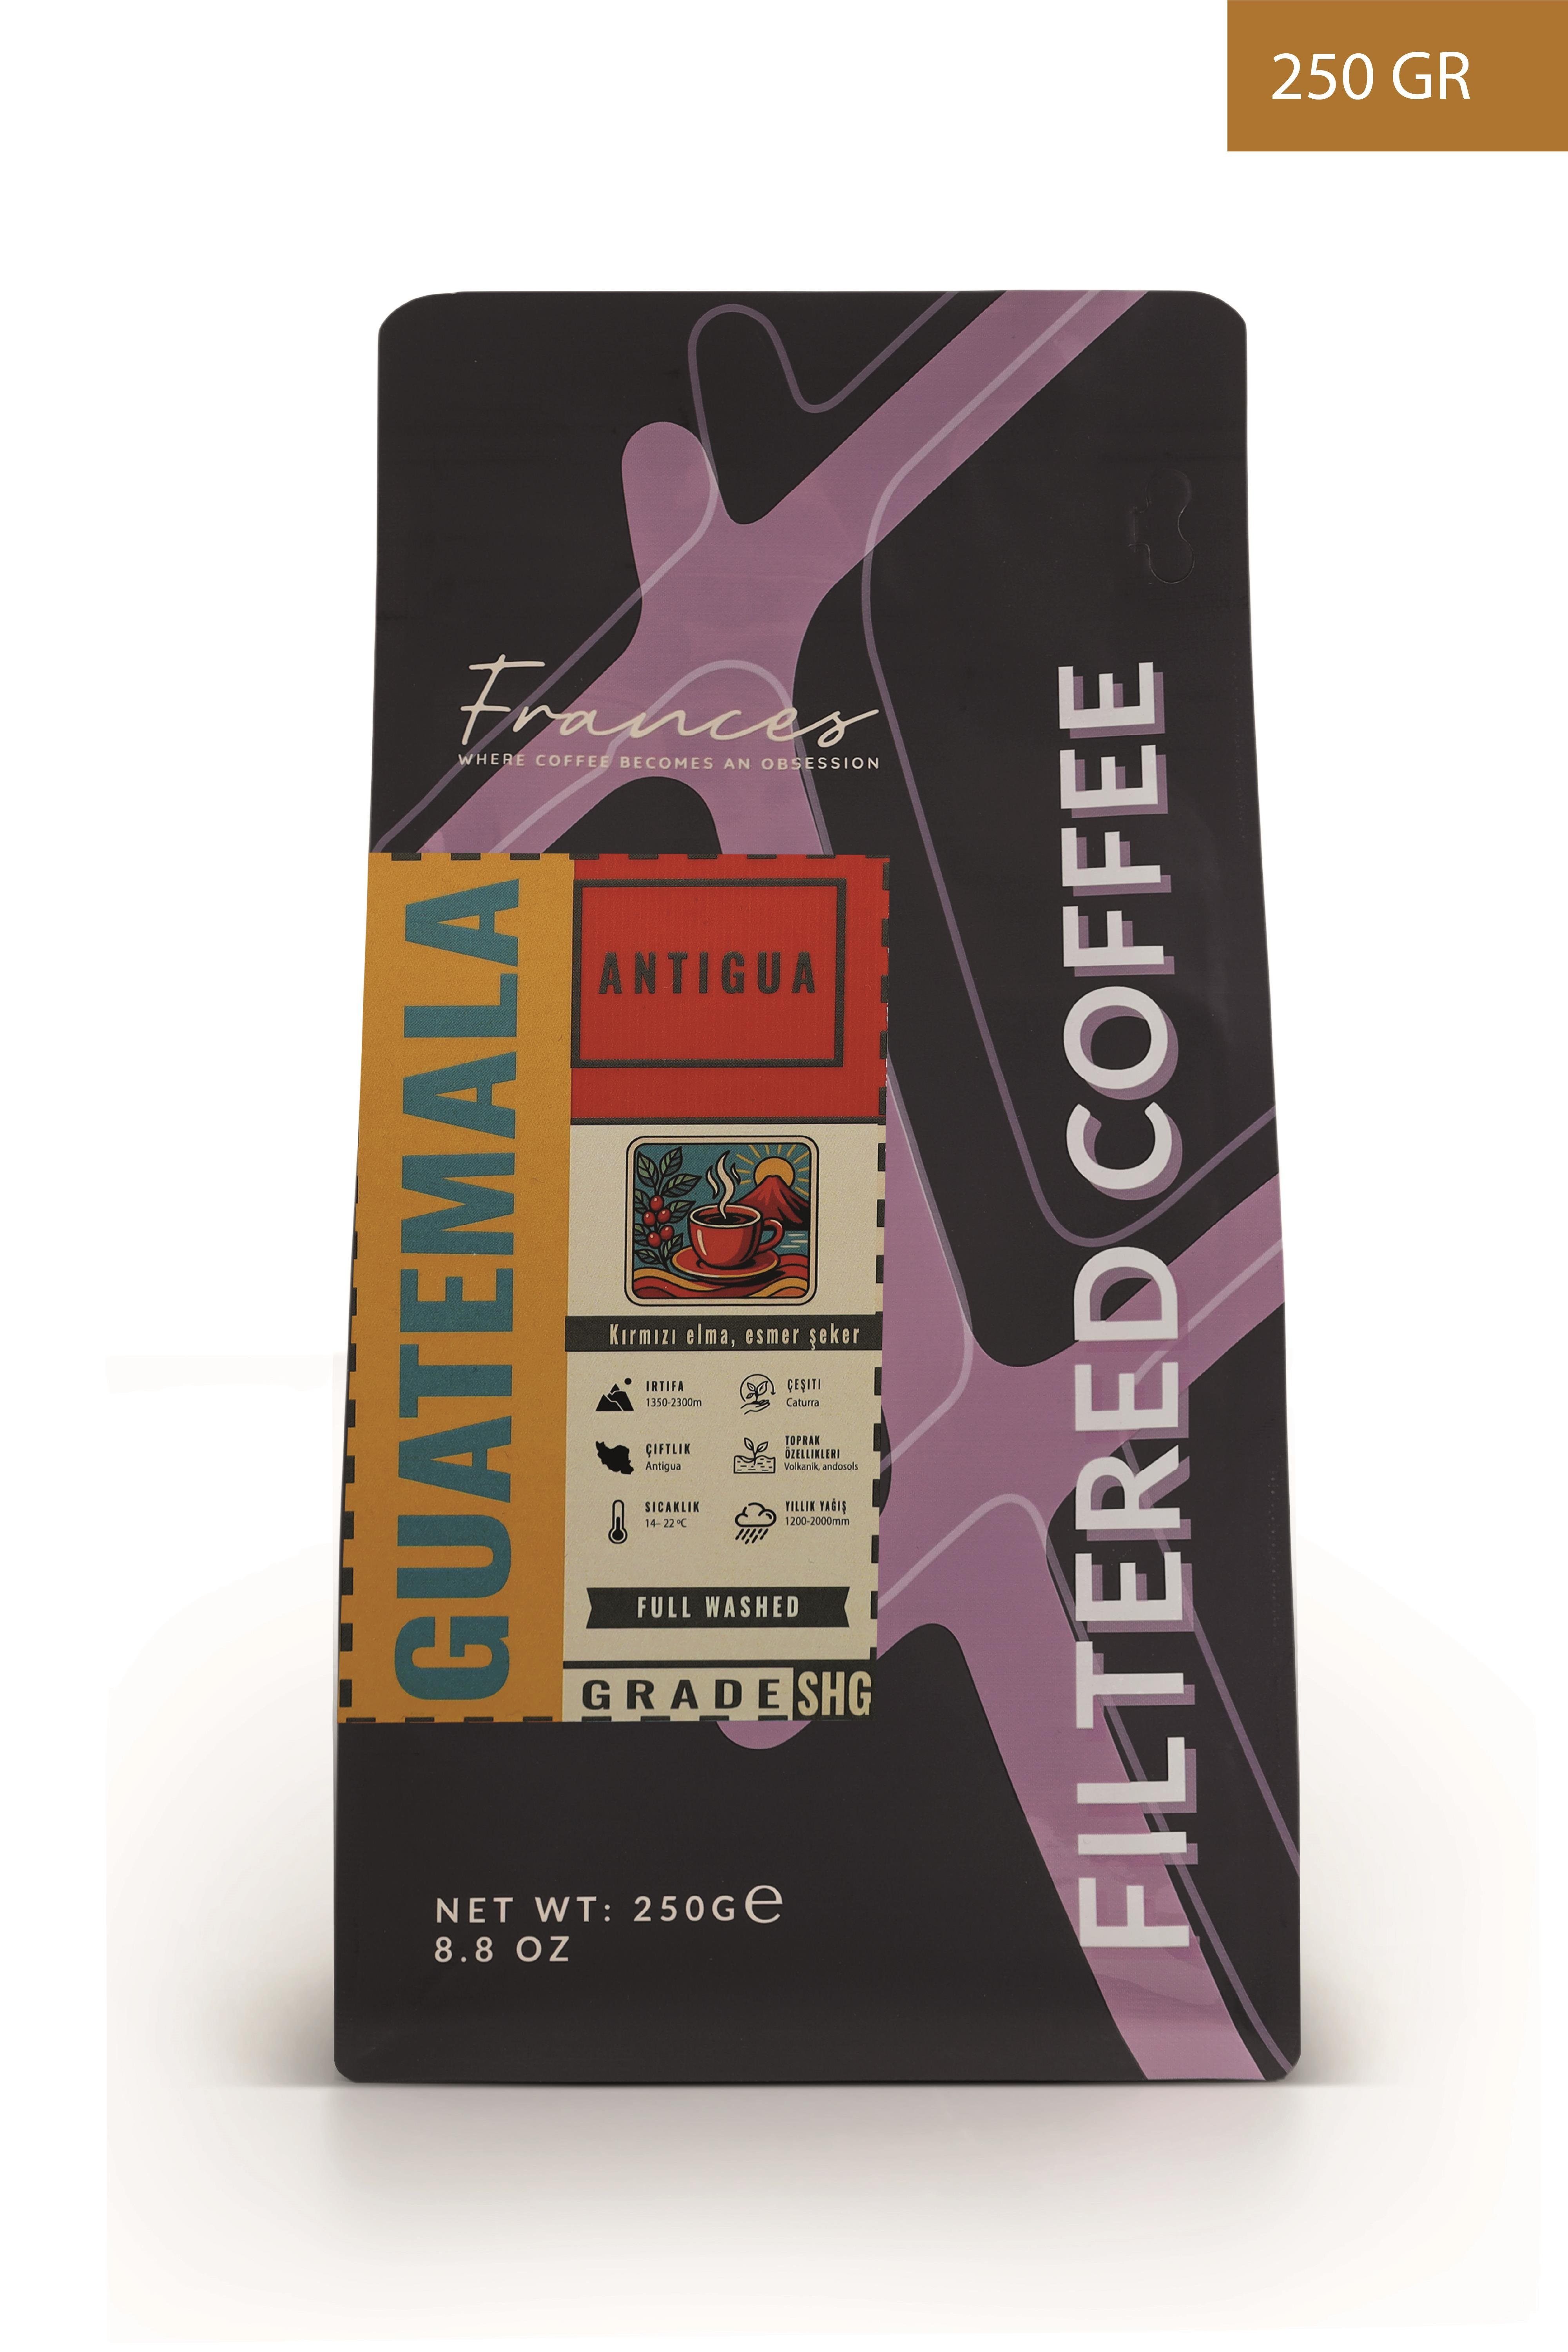 250 GR
Frances
WHERE COFFEE BECOMES AN OBSESSION
GUATEMALA
ANTIGUA
Kırmızı elma, esmer şeker
IRTIFA
1350-2300m
ÇEŞITI
Caturra
ÇIFTLIK
Antigua
TOPRAK
ÖZELLIKLERI
Volkanik, andosols
SICAKLIK
14- 22 ºC
YILLIK YAĞIŞ
1200-2000mm
FULL WASHED
GRADE SHG
FILTERED COFFEE
NET WT: 250G℮
8.8 OZ